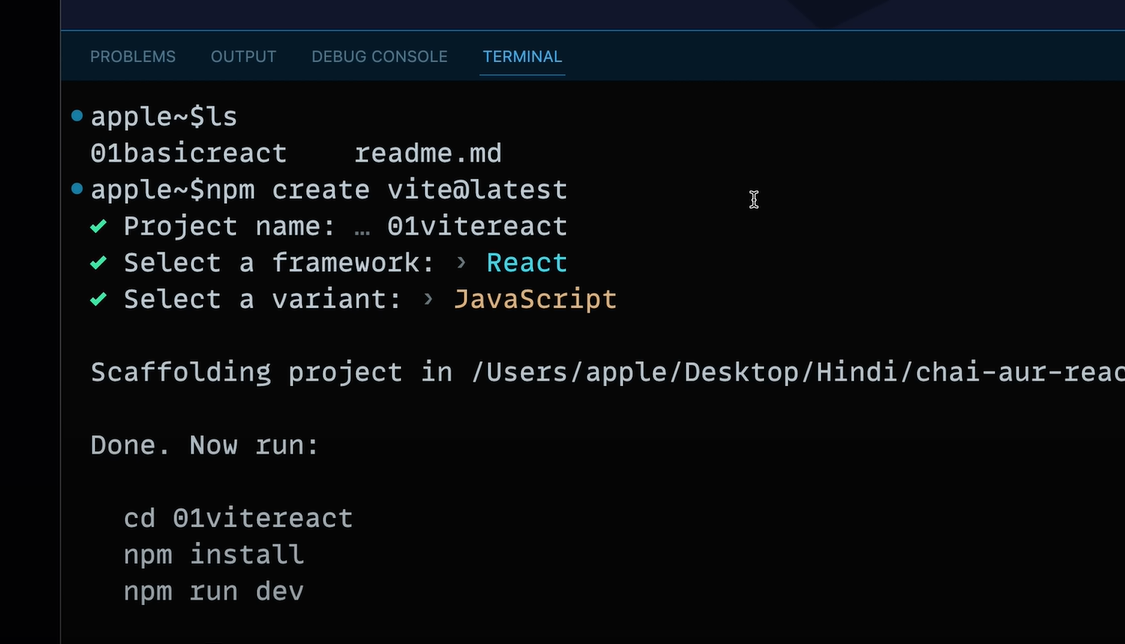 PROBLEMS OUTPUT DEBUG CONSOLE TERMINAL
apple~$ls
01basicreact readme.md
apple~$npm create vite@latest
✔ Project name: … 01vitereact
✔ Select a framework: › React
✔ Select a variant: › JavaScript
Scaffolding project in /Users/apple/Desktop/Hindi/chai-aur-reac
Done. Now run:
cd 01vitereact
npm install
npm run dev